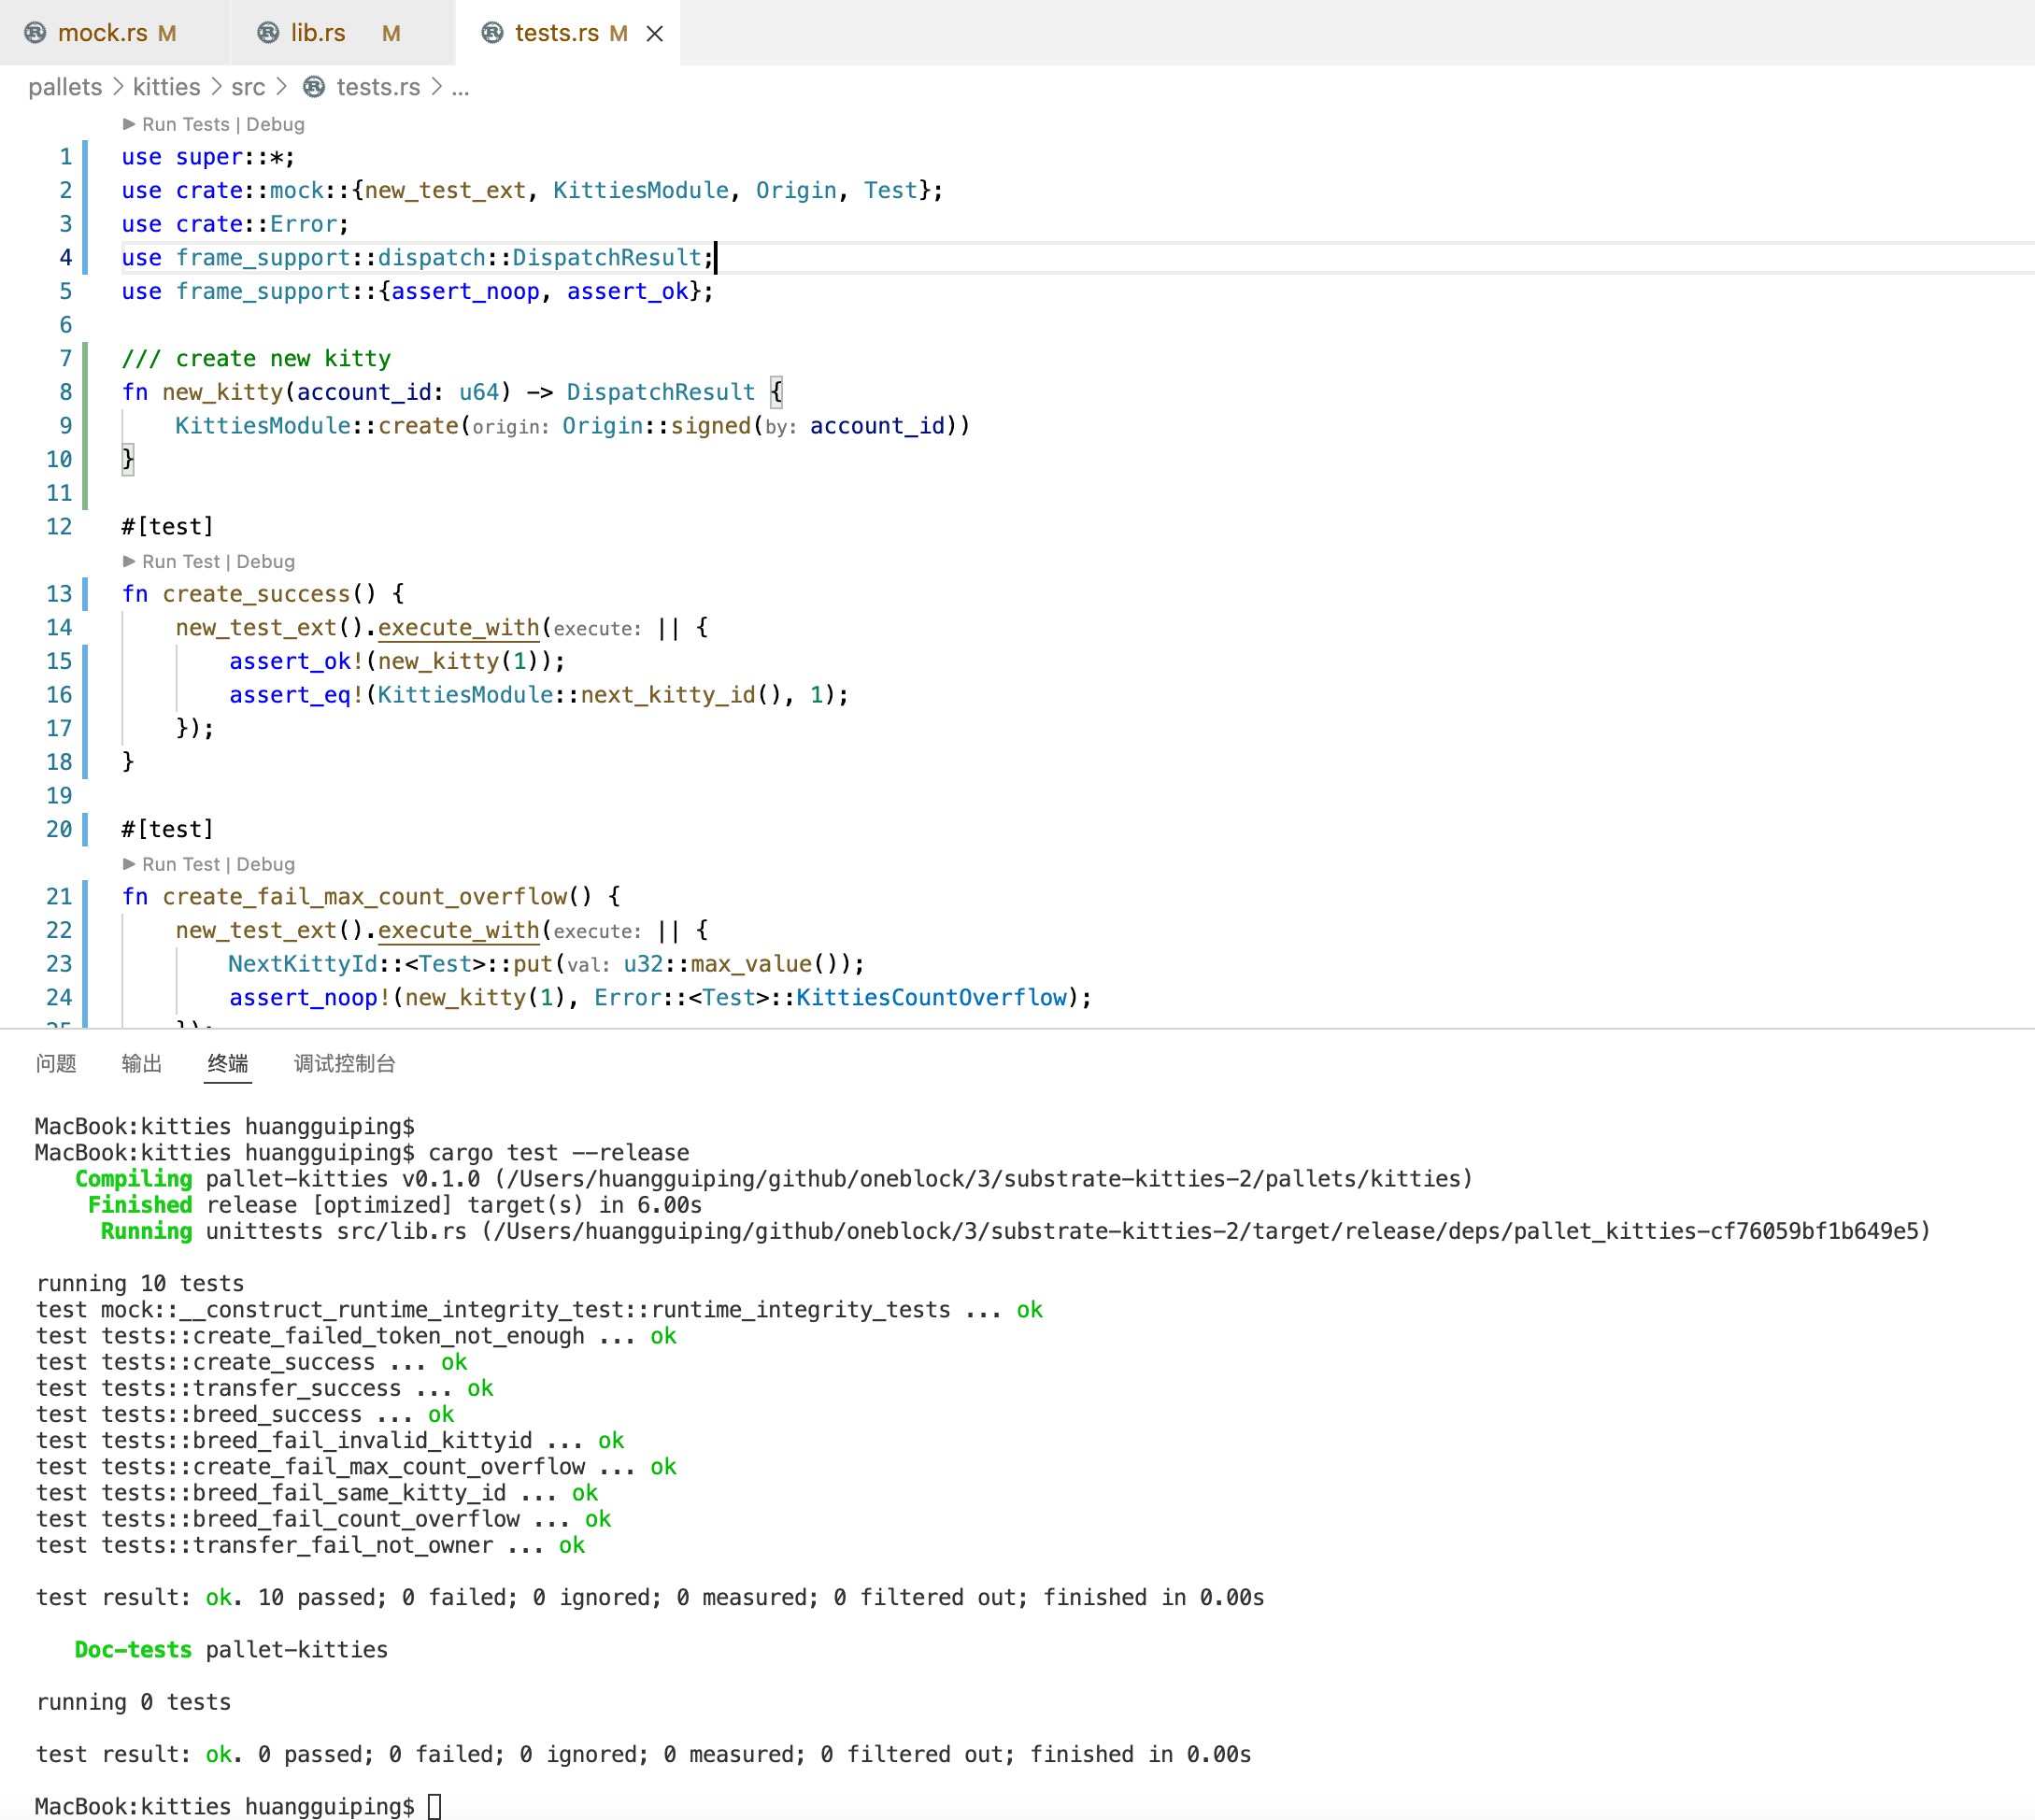 mock.rs M lib.rs M tests.rs M
pallets > kitties > src > tests.rs > ...
Run Tests | Debug
1 use super::*;
2 use crate::mock::{new_test_ext, KittiesModule, Origin, Test};
3 use crate::Error;
4 use frame_support::dispatch::DispatchResult;
5 use frame_support::{assert_noop, assert_ok};
6
7 /// create new kitty
8 fn new_kitty(account_id: u64) -> DispatchResult {
9 KittiesModule::create(origin: Origin::signed(by: account_id))
10 }
11
12 #[test]
Run Test | Debug
13 fn create_success() {
14 new_test_ext().execute_with(execute: || {
15 assert_ok!(new_kitty(1));
16 assert_eq!(KittiesModule::next_kitty_id(), 1);
17 });
18 }
19
20 #[test]
Run Test | Debug
21 fn create_fail_max_count_overflow() {
22 new_test_ext().execute_with(execute: || {
23 NextKittyId::<Test>::put(val: u32::max_value());
24 assert_noop!(new_kitty(1), Error::<Test>::KittiesCountOverflow);
25 });
问题 输出 终端 调试控制台
MacBook:kitties huangguiping$
MacBook:kitties huangguiping$ cargo test --release
Compiling pallet-kitties v0.1.0 (/Users/huangguiping/github/oneblock/3/substrate-kitties-2/pallets/kitties)
Finished release [optimized] target(s) in 6.00s
Running unittests src/lib.rs (/Users/huangguiping/github/oneblock/3/substrate-kitties-2/target/release/deps/pallet_kitties-cf76059bf1b649e5)
running 10 tests
test mock::__construct_runtime_integrity_test::runtime_integrity_tests ... ok
test tests::create_failed_token_not_enough ... ok
test tests::create_success ... ok
test tests::transfer_success ... ok
test tests::breed_success ... ok
test tests::breed_fail_invalid_kittyid ... ok
test tests::create_fail_max_count_overflow ... ok
test tests::breed_fail_same_kitty_id ... ok
test tests::breed_fail_count_overflow ... ok
test tests::transfer_fail_not_owner ... ok
test result: ok. 10 passed; 0 failed; 0 ignored; 0 measured; 0 filtered out; finished in 0.00s
Doc-tests pallet-kitties
running 0 tests
test result: ok. 0 passed; 0 failed; 0 ignored; 0 measured; 0 filtered out; finished in 0.00s
MacBook:kitties huangguiping$